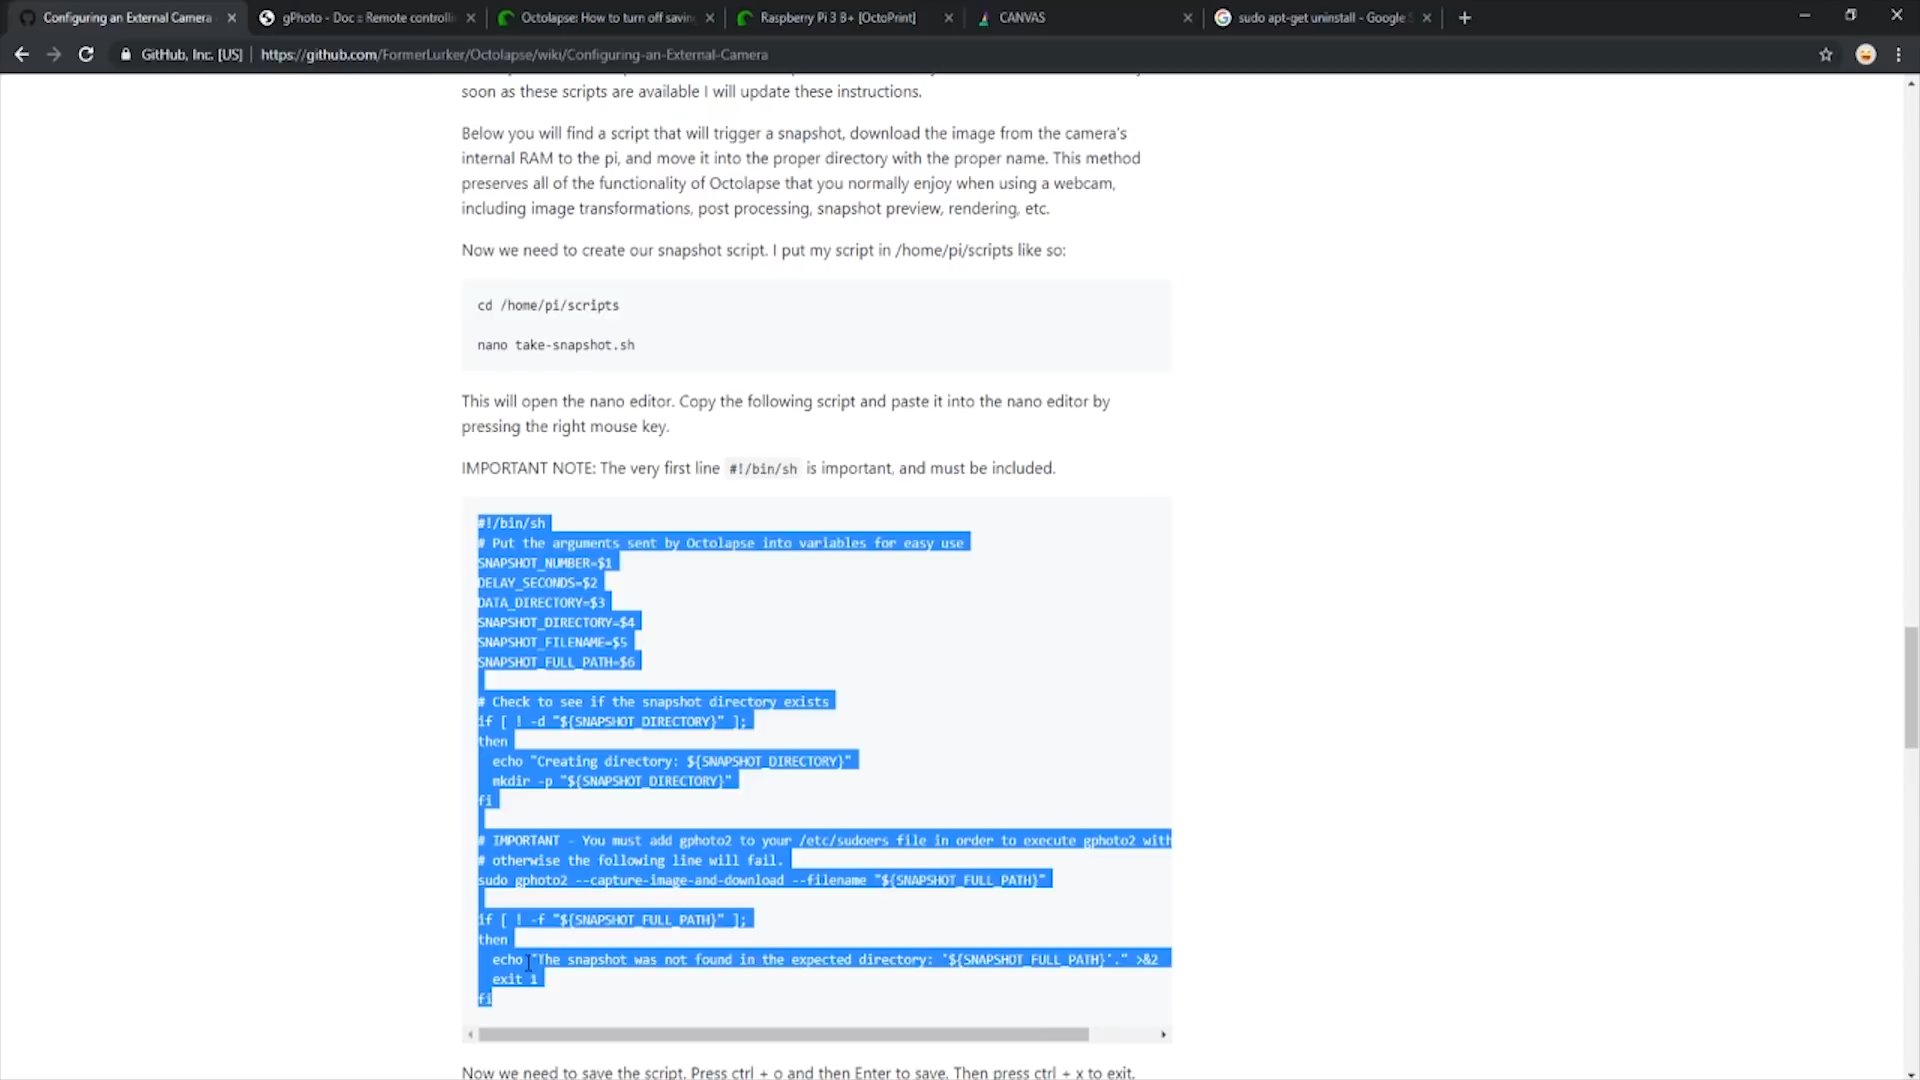 Configuring an External Camera
gPhoto - Doc :: Remote controlli
Octolapse: How to turn off savin
Raspberry Pi 3 B+ [OctoPrint]
CANVAS
sudo apt-get uninstall - Google S
GitHub, Inc. [US] | https://github.com/FormerLurker/Octolapse/wiki/Configuring-an-External-Camera
soon as these scripts are available I will update these instructions.
Below you will find a script that will trigger a snapshot, download the image from the camera's
internal RAM to the pi, and move it into the proper directory with the proper name. This method
preserves all of the functionality of Octolapse that you normally enjoy when using a webcam,
including image transformations, post processing, snapshot preview, rendering, etc.
Now we need to create our snapshot script. I put my script in /home/pi/scripts like so:
cd /home/pi/scripts
nano take-snapshot.sh
This will open the nano editor. Copy the following script and paste it into the nano editor by
pressing the right mouse key.
IMPORTANT NOTE: The very first line #!/bin/sh is important, and must be included.
#!/bin/sh
# Put the arguments sent by Octolapse into variables for easy use
SNAPSHOT_NUMBER=$1
DELAY_SECONDS=$2
DATA_DIRECTORY=$3
SNAPSHOT_DIRECTORY=$4
SNAPSHOT_FILENAME=$5
SNAPSHOT_FULL_PATH=$6
# Check to see if the snapshot directory exists
if [ ! -d "${SNAPSHOT_DIRECTORY}" ];
then
echo "Creating directory: ${SNAPSHOT_DIRECTORY}"
mkdir -p "${SNAPSHOT_DIRECTORY}"
fi
# IMPORTANT - You must add gphoto2 to your /etc/sudoers file in order to execute gphoto2 with
# otherwise the following line will fail.
sudo gphoto2 --capture-image-and-download --filename "${SNAPSHOT_FULL_PATH}"
if [ ! -f "${SNAPSHOT_FULL_PATH}" ];
then
echo "The snapshot was not found in the expected directory: '${SNAPSHOT_FULL_PATH}'." >&2
exit 1
fi
Now we need to save the script. Press ctrl + o and then Enter to save. Then press ctrl + x to exit.